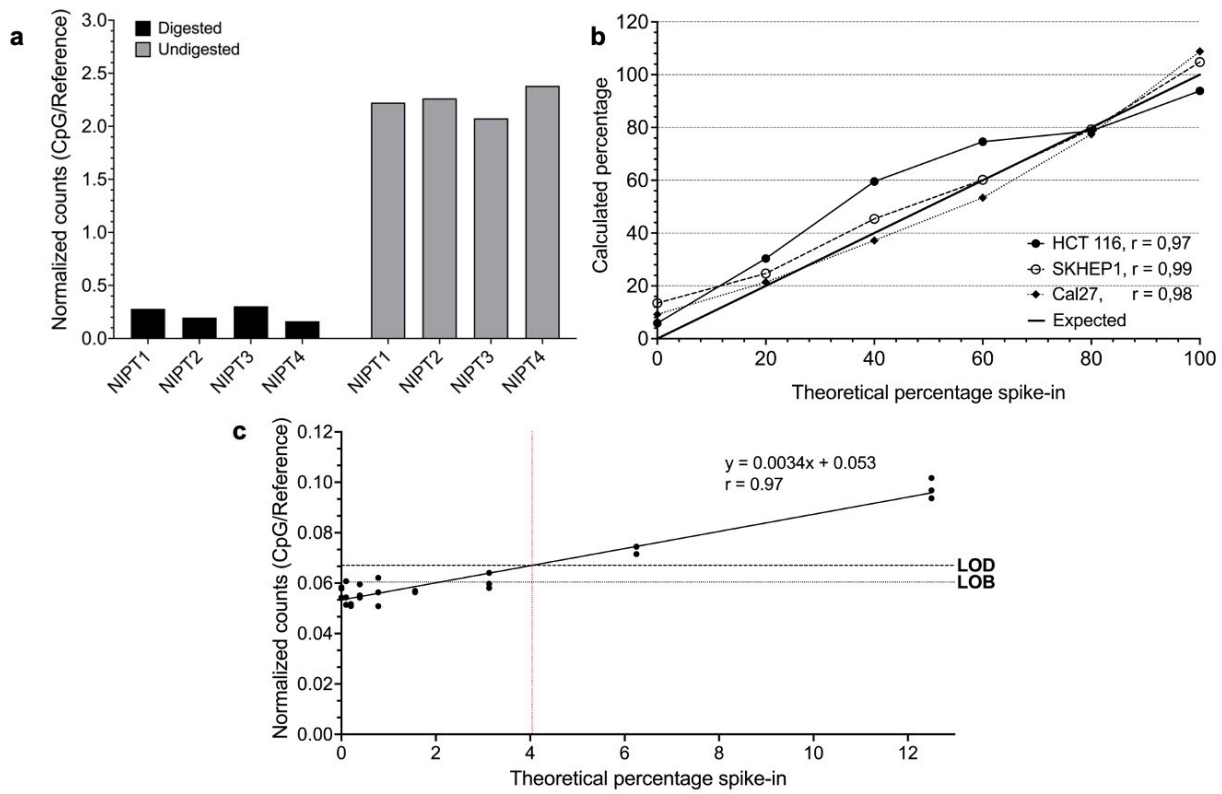 a
Digested
Undigested
Normalized counts (CpG/Reference)
3.0
2.5
2.0
1.5
1.0
0.5
0.0
NIPT1
NIPT2
NIPT3
NIPT4
NIPT1
NIPT2
NIPT3
NIPT4
b
Calculated percentage
120
100
80
60
40
20
0
HCT 116, r = 0,97
SKHEP1, r = 0,99
Cal27, r = 0,98
Expected
0 20 40 60 80 100
Theoretical percentage spike-in
c
Normalized counts (CpG/Reference)
0.12
0.10
0.08
0.06
0.04
0.02
0.00
y = 0.0034x + 0.053
r = 0.97
LOD
LOB
0 2 4 6 8 10 12
Theoretical percentage spike-in